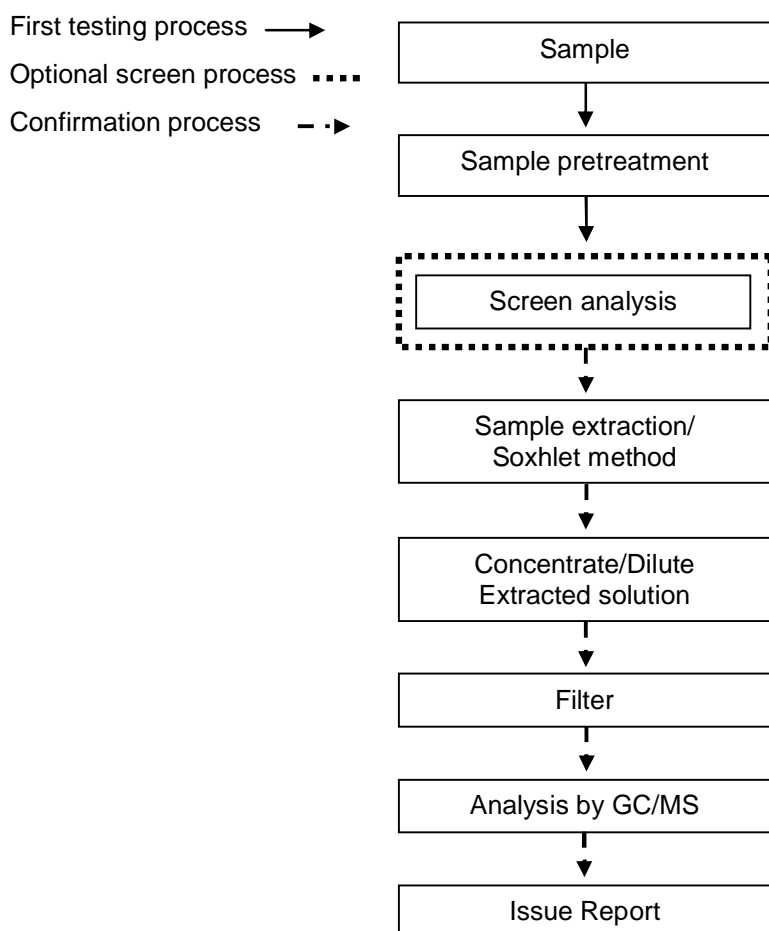 First testing process
Optional screen process
Confirmation process
Sample
Sample pretreatment
Screen analysis
Sample extraction/
Soxhlet method
Concentrate/Dilute
Extracted solution
Filter
Analysis by GC/MS
Issue Report